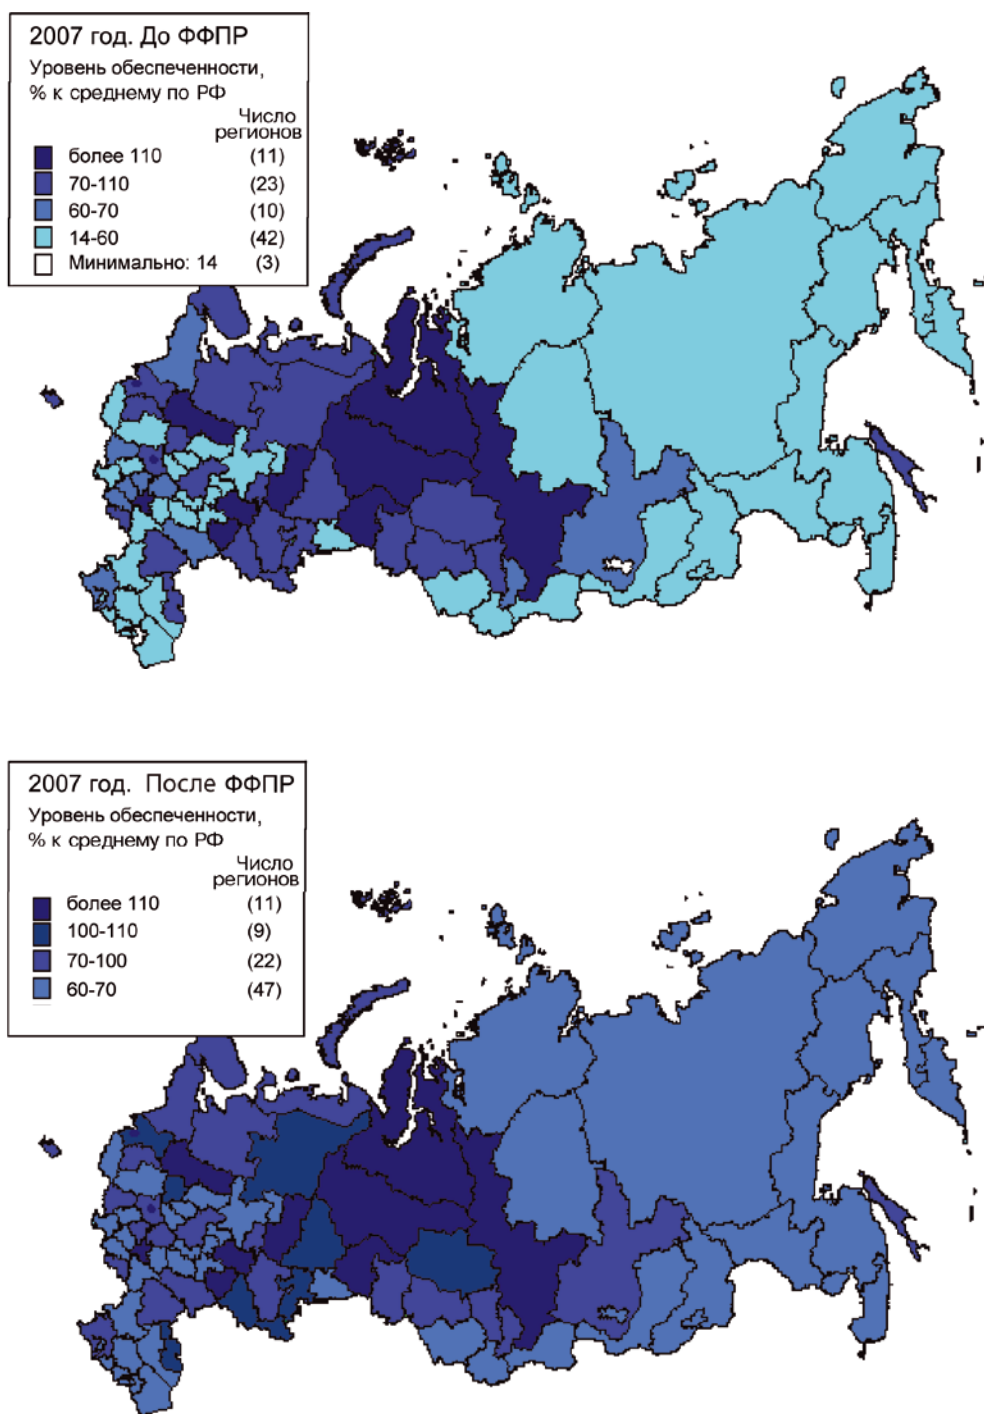 2007 год. До ФФПР
Уровень обеспеченности,
% к среднему по РФ
Число
регионов
более 110 (11)
70-110 (23)
60-70 (10)
14-60 (42)
Минимально: 14 (3)
2007 год. После ФФПР
Уровень обеспеченности,
% к среднему по РФ
Число
регионов
более 110 (11)
100-110 (9)
70-100 (22)
60-70 (47)